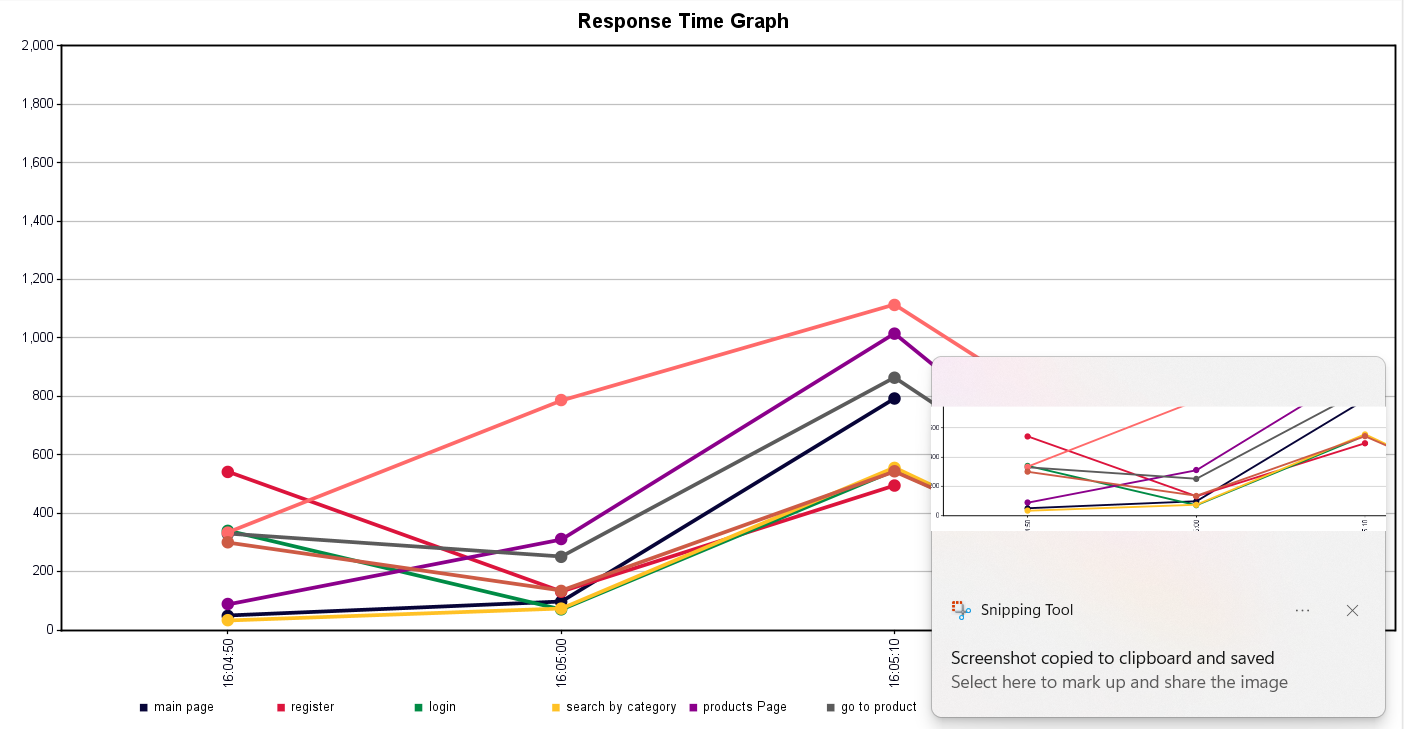 Response Time Graph
2,000
1,800
1,600
1,400
1,200
1,000
800
600
400
200
0
16:04:50
16:05:00
16:05:10
main page
register
login
search by category
products Page
go to product
200
0
Snipping Tool
Screenshot copied to clipboard and saved
Select here to mark up and share the image